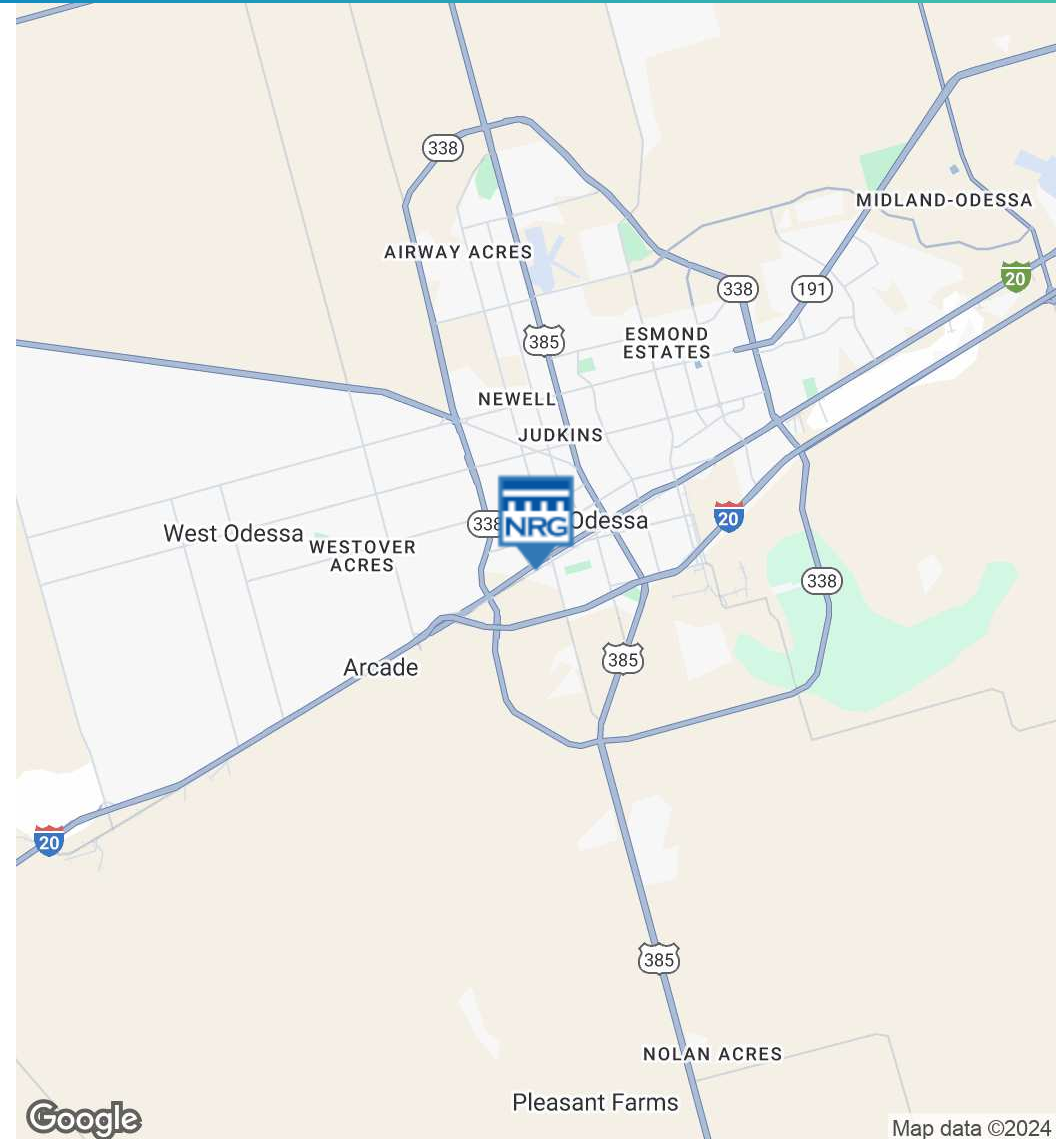 338
MIDLAND-ODESSA
AIRWAY ACRES
20
338
191
385
ESMOND
ESTATES
NEWELL
JUDKINS
338
NRG
Odessa
20
West Odessa
WESTOVER
ACRES
338
385
Arcade
20
385
NOLAN ACRES
Pleasant Farms
Google
Map data ©2024